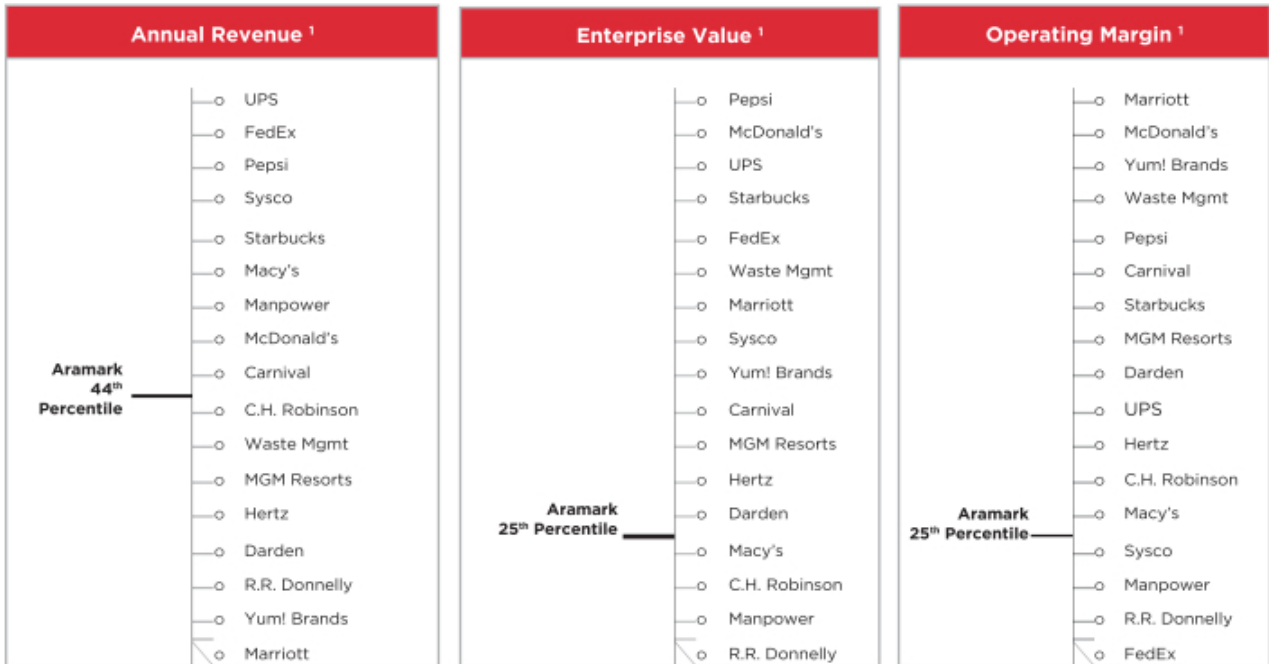 Annual Revenue ¹
UPS
FedEx
Pepsi
Sysco
Starbucks
Macy's
Manpower
McDonald's
Carnival
Aramark
44th
Percentile
C.H. Robinson
Waste Mgmt
MGM Resorts
Hertz
Darden
R.R. Donnelly
Yum! Brands
Marriott
Enterprise Value ¹
Pepsi
McDonald's
UPS
Starbucks
FedEx
Waste Mgmt
Marriott
Sysco
Yum! Brands
Carnival
MGM Resorts
Hertz
Darden
Aramark
25th Percentile
Macy's
C.H. Robinson
Manpower
R.R. Donnelly
Operating Margin ¹
Marriott
McDonald's
Yum! Brands
Waste Mgmt
Pepsi
Carnival
Starbucks
MGM Resorts
Darden
UPS
Hertz
C.H. Robinson
Macy's
Aramark
25th Percentile
Sysco
Manpower
R.R. Donnelly
FedEx